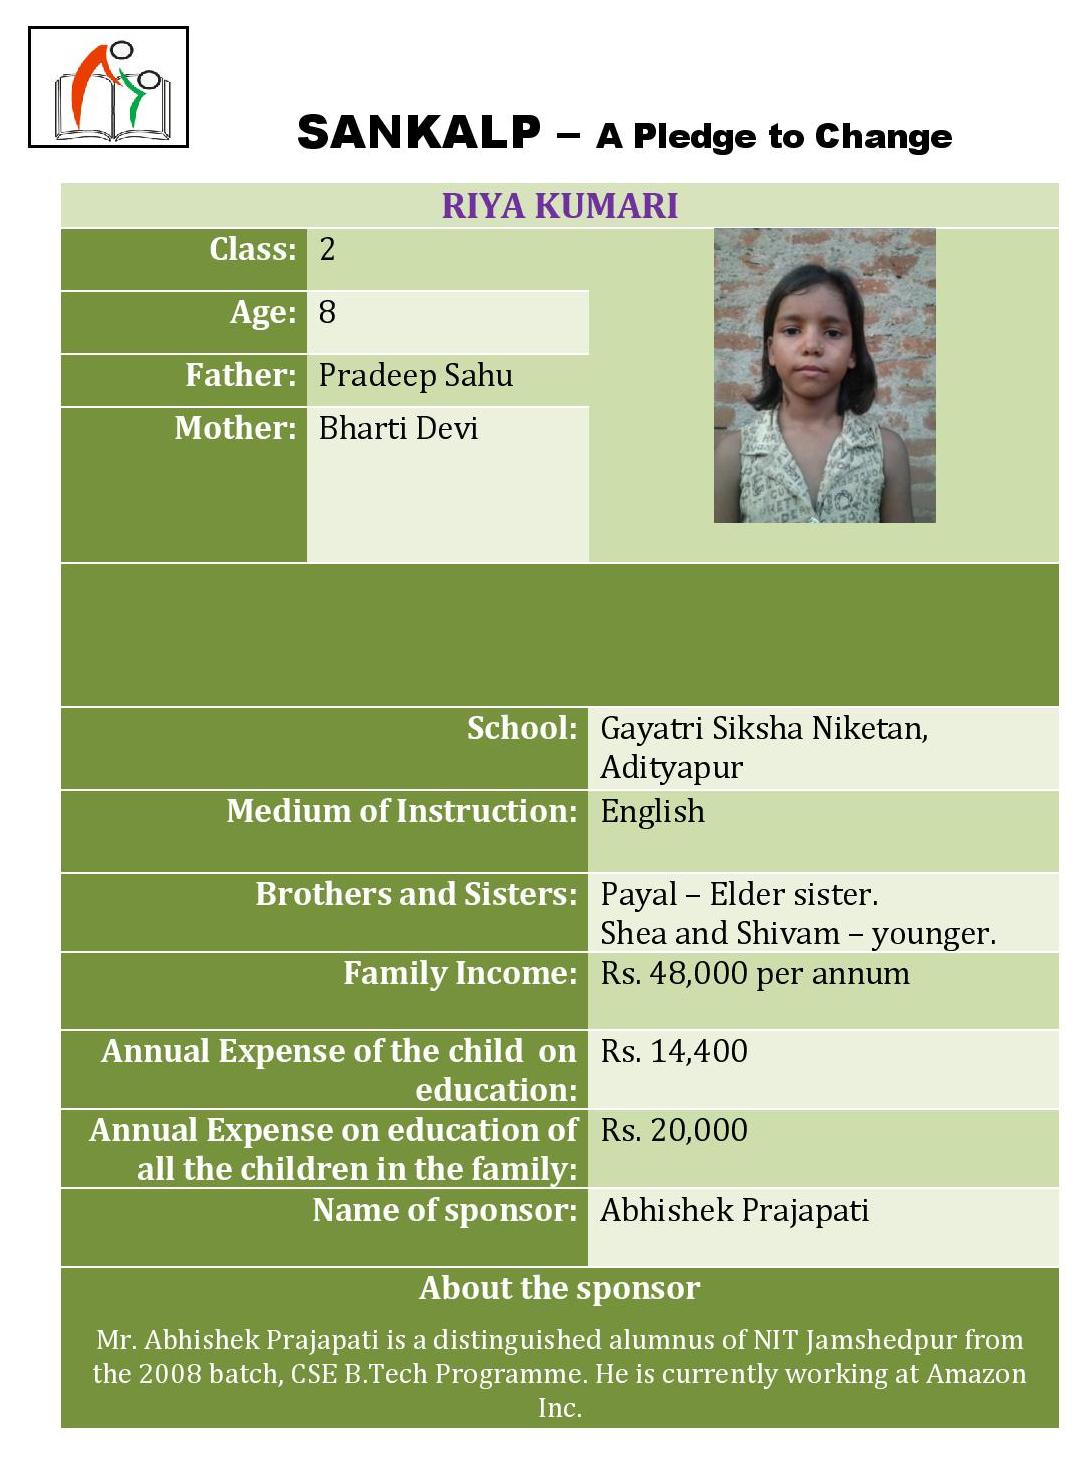 SANKALP – A Pledge to Change
RIYA KUMARI
Class: 2
Age: 8
Father: Pradeep Sahu
Mother: Bharti Devi
School: Gayatri Siksha Niketan,
Adityapur
Medium of Instruction: English
Brothers and Sisters: Payal – Elder sister.
Shea and Shivam – younger.
Family Income: Rs. 48,000 per annum
Annual Expense of the child on Rs. 14,400
education:
Annual Expense on education of Rs. 20,000
all the children in the family:
Name of sponsor: Abhishek Prajapati
About the sponsor
Mr. Abhishek Prajapati is a distinguished alumnus of NIT Jamshedpur from
the 2008 batch, CSE B.Tech Programme. He is currently working at Amazon
Inc.